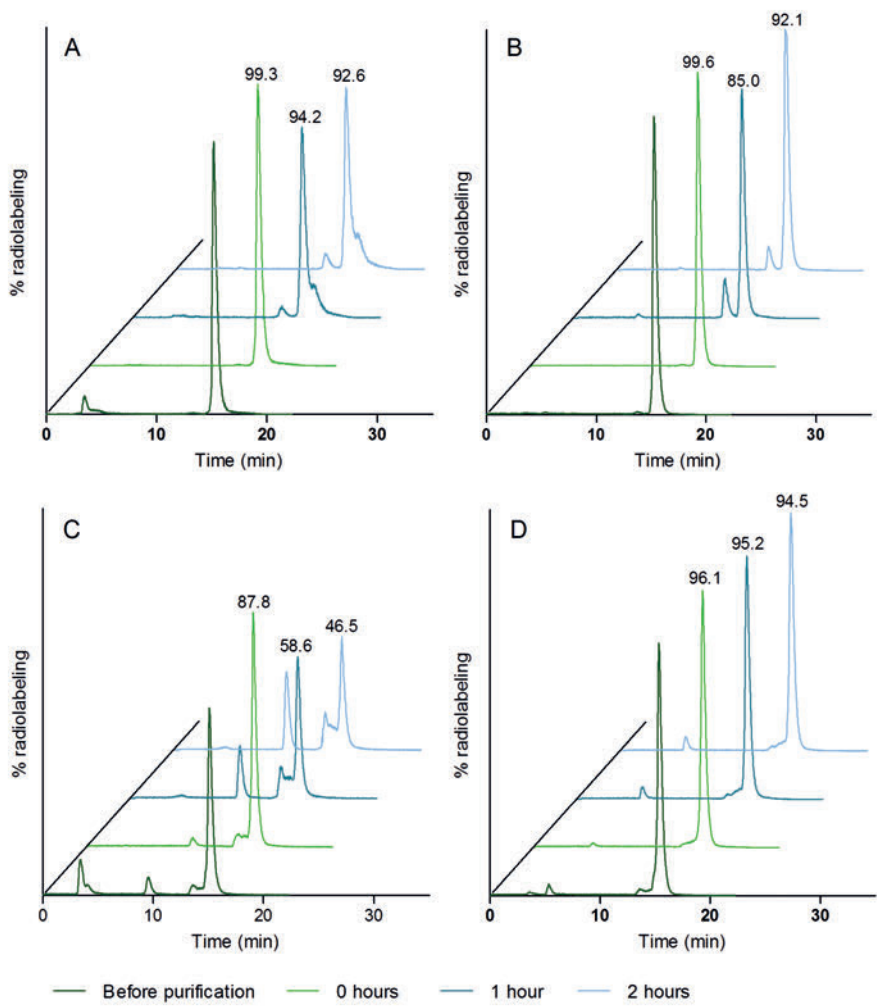 A
99.3
94.2
92.6
% radiolabeling
0
10
20
30
Time (min)
B
99.6
85.0
92.1
% radiolabeling
0
10
20
30
Time (min)
C
87.8
58.6
46.5
% radiolabeling
0
10
20
30
Time (min)
D
96.1
95.2
94.5
% radiolabeling
0
10
20
30
Time (min)
Before purification 0 hours 1 hour 2 hours